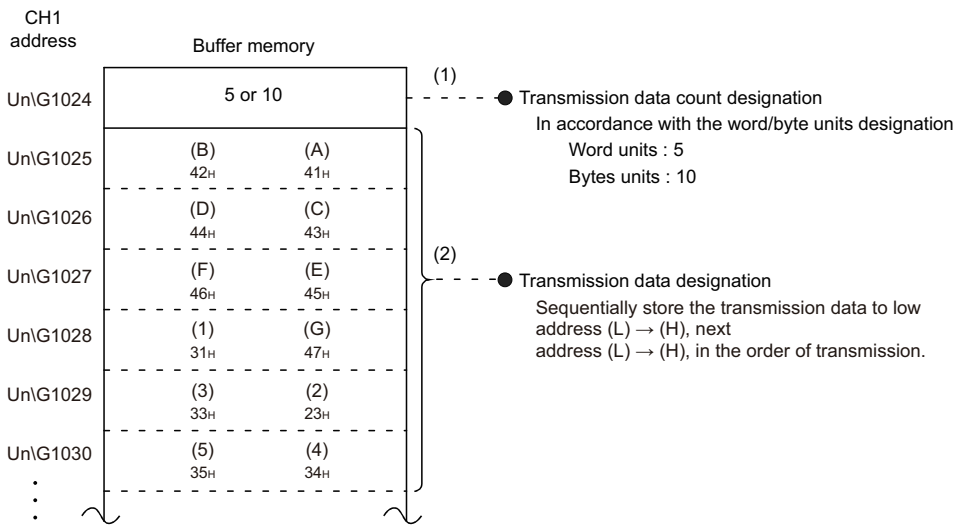 CH1
address
Buffer memory
(1)
Un\G1024
5 or 10
Transmission data count designation
In accordance with the word/byte units designation
Word units : 5
Bytes units : 10
Un\G1025
(B)
(A)
42H
41H
Un\G1026
(D)
(C)
44H
43H
(2)
Un\G1027
(F)
(E)
46H
45H
Transmission data designation
Sequentially store the transmission data to low
address (L) → (H), next
address (L) → (H), in the order of transmission.
Un\G1028
(1)
(G)
31H
47H
Un\G1029
(3)
(2)
33H
23H
Un\G1030
(5)
(4)
35H
34H